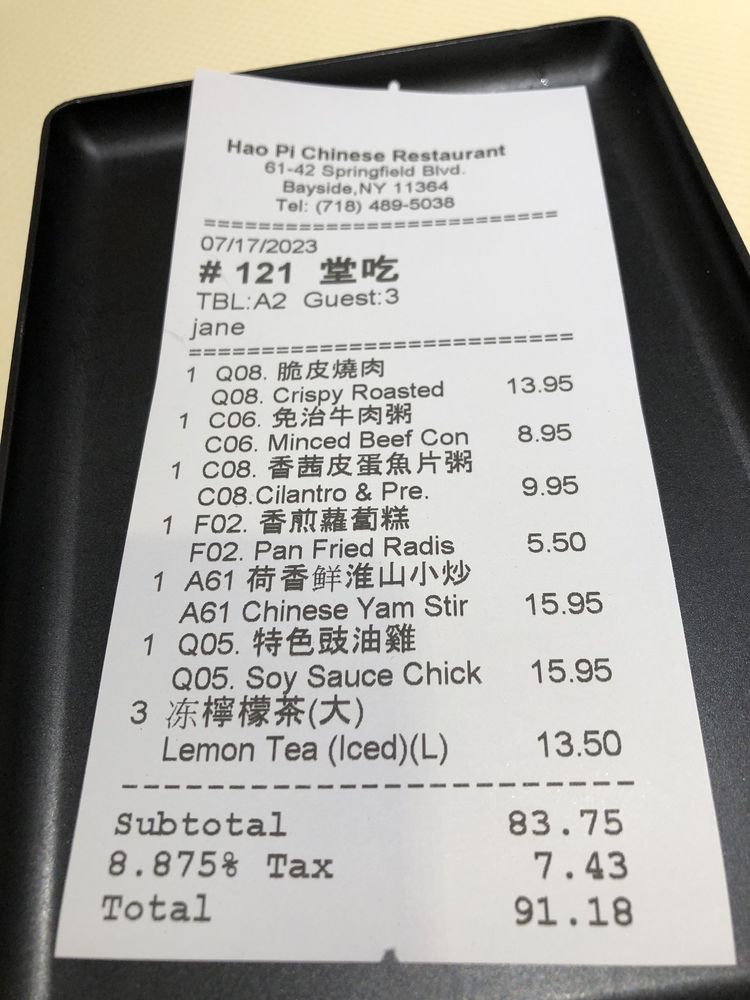 Hao Pi Chinese Restaurant
61-42 Springfield Blvd.
Bayside,NY 11364
Tel: (718) 489-5038
===================================
07/17/2023
# 121 堂吃
TBL:A2 Guest:3
jane
===================================
1 Q08. 脆皮燒肉
Q08. Crispy Roasted 13.95
1 C06. 免治牛肉粥
C06. Minced Beef Con 8.95
1 C08. 香茜皮蛋魚片粥
C08.Cilantro & Pre. 9.95
1 F02. 香煎蘿蔔糕
F02. Pan Fried Radis 5.50
1 A61 荷香鲜淮山小炒
A61 Chinese Yam Stir 15.95
1 Q05. 特色豉油雞
Q05. Soy Sauce Chick 15.95
3 冻檸檬茶(大)
Lemon Tea (Iced)(L) 13.50
-----------------------------------
Subtotal 83.75
8.875% Tax 7.43
Total 91.18